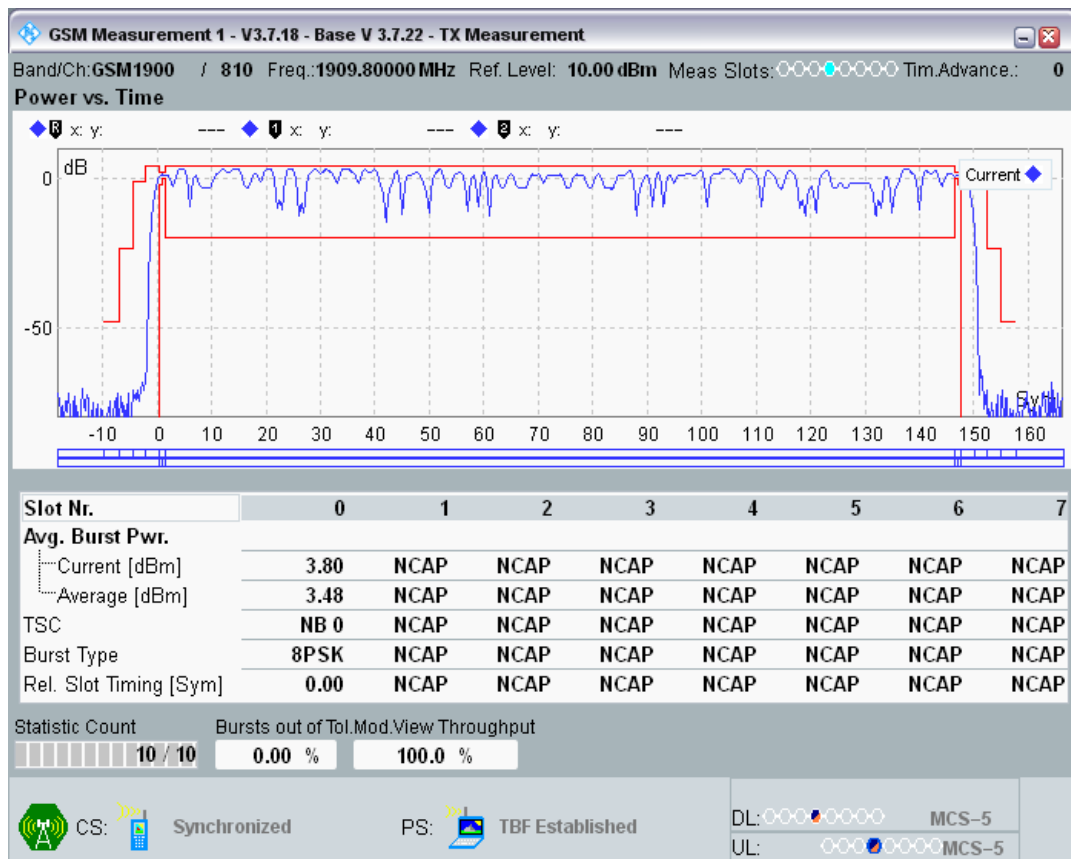 GSM Measurement 1 - V3.7.18 - Base V 3.7.22 - TX Measurement
Band/Ch:GSM1900 / 810 Freq.:1909.80000 MHz Ref. Level: 10.00 dBm Meas Slots: Tim.Advance.: 0
Power vs. Time
R x: y: --- 1 x: y: --- 2 x: y: ---
dB
Current
0
-50
-10 0 10 20 30 40 50 60 70 80 90 100 110 120 130 140 150 160
Slot Nr. 0 1 2 3 4 5 6 7
Avg. Burst Pwr.
Current [dBm] 3.80 NCAP NCAP NCAP NCAP NCAP NCAP NCAP
Average [dBm] 3.48 NCAP NCAP NCAP NCAP NCAP NCAP NCAP
TSC NB 0 NCAP NCAP NCAP NCAP NCAP NCAP NCAP
Burst Type 8PSK NCAP NCAP NCAP NCAP NCAP NCAP NCAP
Rel. Slot Timing [Sym] 0.00 NCAP NCAP NCAP NCAP NCAP NCAP NCAP
Statistic Count Bursts out of Tol.Mod.View Throughput
10 / 10 0.00 % 100.0 %
CS: Synchronized PS: TBF Established DL: MCS-5
UL: MCS-5